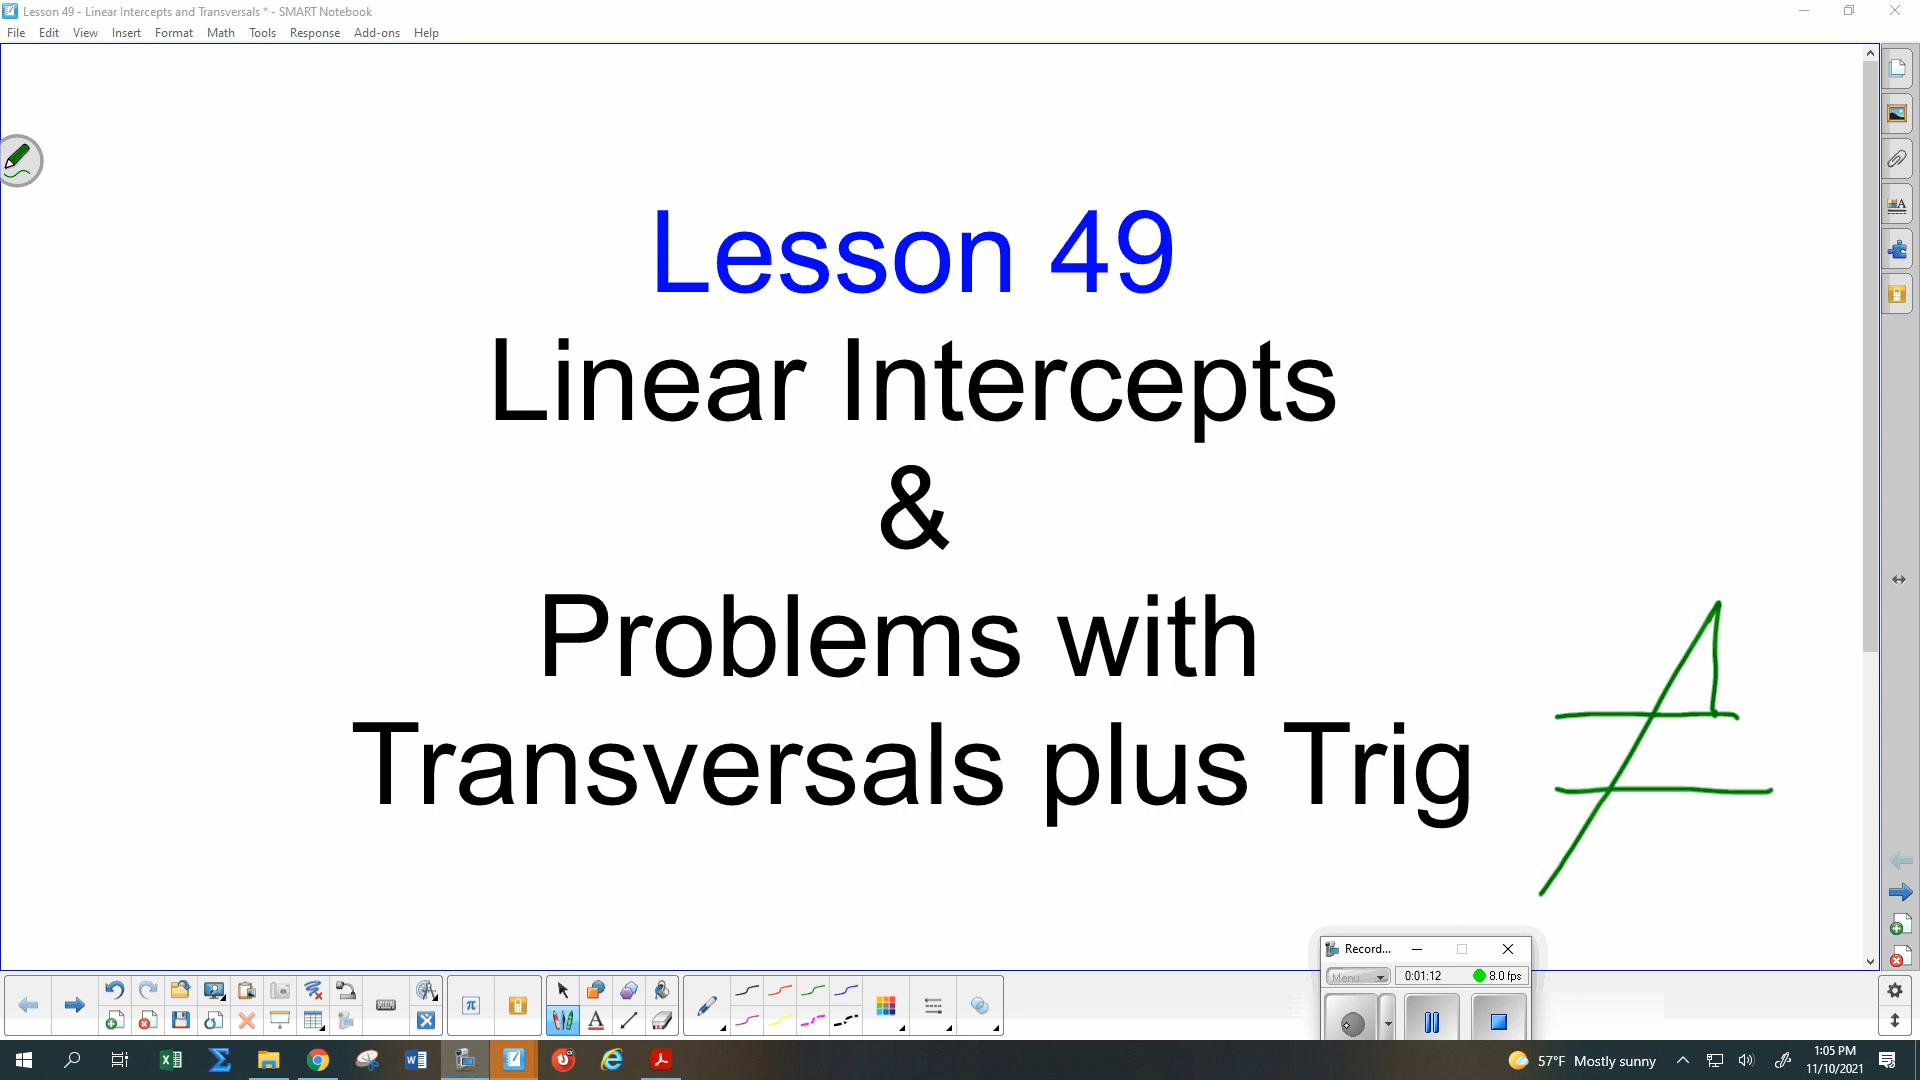 Lesson 49 - Linear Intercepts and Transversals * - SMART Notebook
File Edit View Insert Format Math Tools Response Add-ons Help
Lesson 49
Linear Intercepts
&
Problems with
Transversals plus Trig
Record...
Menu 0:01:12 8.0 fps
57°F Mostly sunny
1:05 PM
11/10/2021